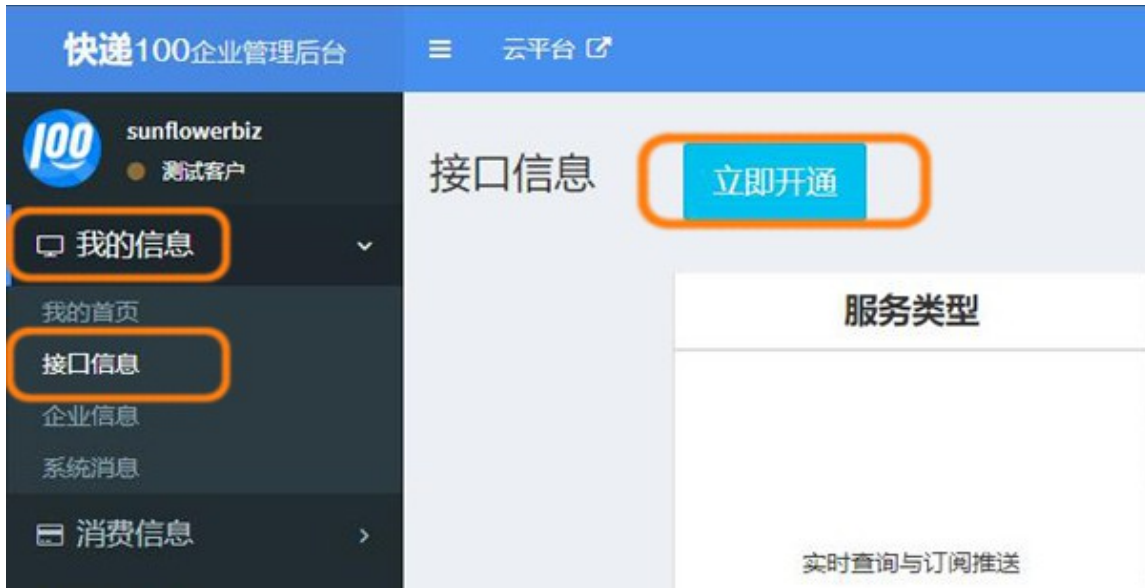 快递100企业管理后台
云平台
100
sunflowerbiz
测试客户
我的信息
我的首页
接口信息
企业信息
系统消息
消费信息
接口信息
立即开通
服务类型
实时查询与订阅推送